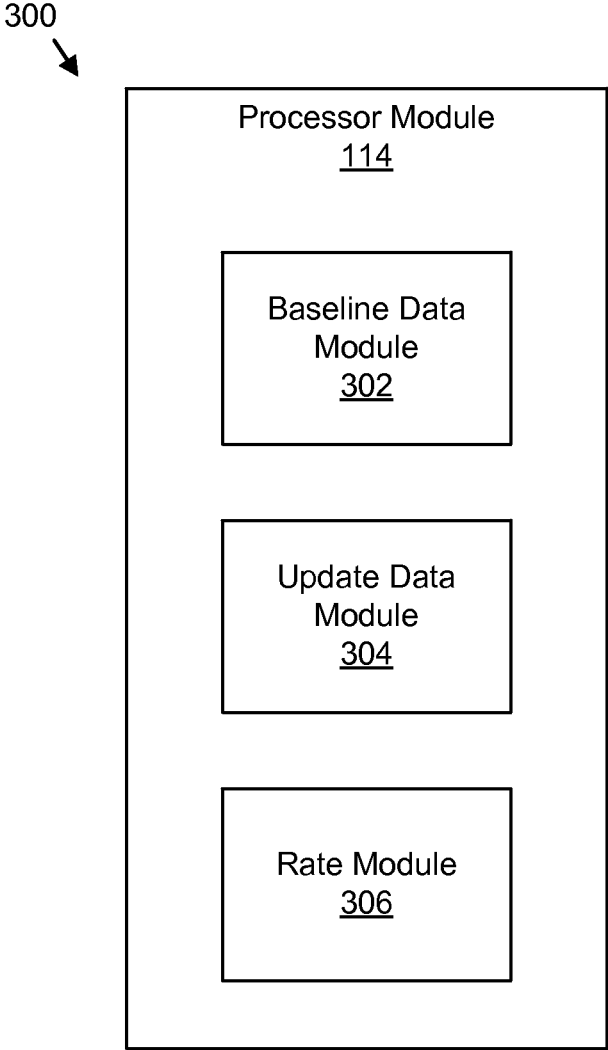 300
Processor Module
114
Baseline Data
Module
302
Update Data
Module
304
Rate Module
306